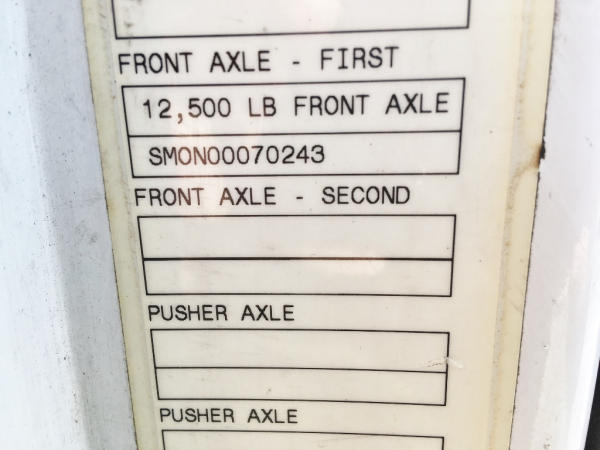 FRONT AXLE - FIRST
12,500 LB FRONT AXLE
SMON00070243
FRONT AXLE - SECOND
PUSHER AXLE
PUSHER AXLE